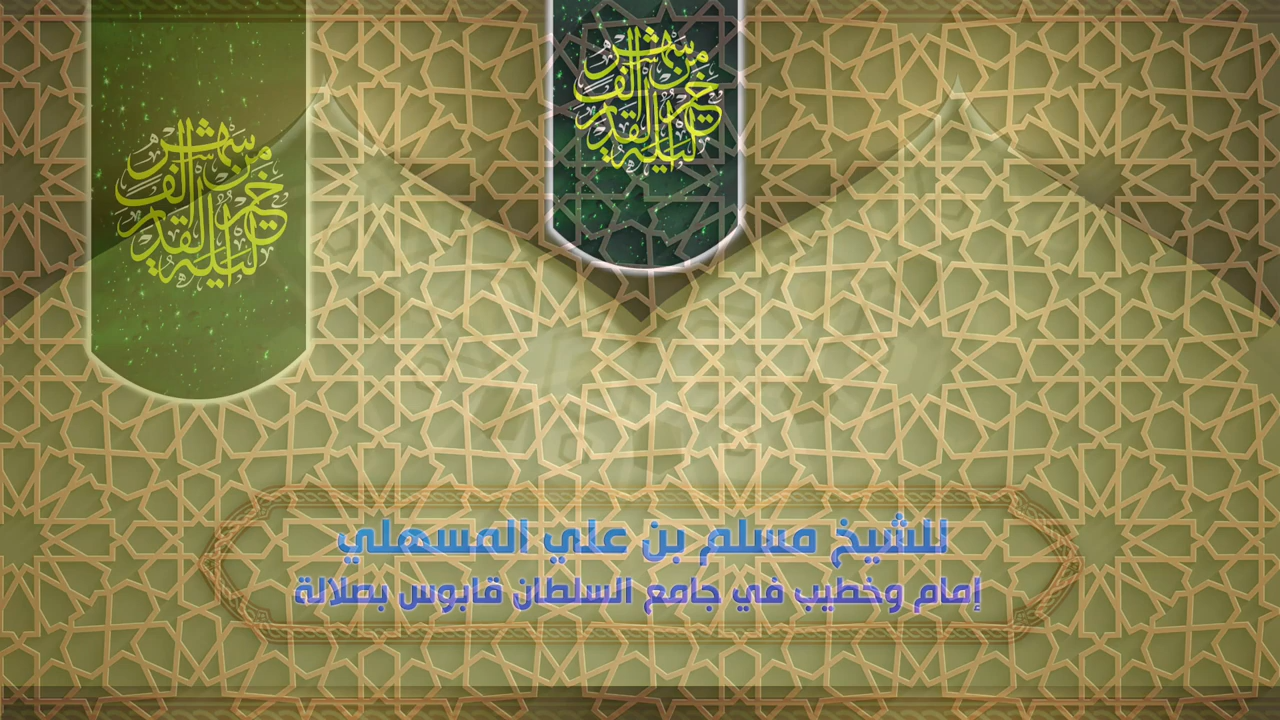 ليلة القدر خير من ألف شهر
ليلة القدر خير من ألف شهر
للشيخ مسلم بن علي المسهلي
إمام وخطيب في جامع السلطان قابوس بصلالة